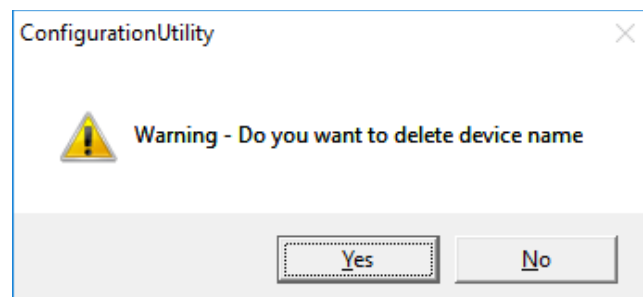 ConfigurationUtility
Warning - Do you want to delete device name
Yes
No